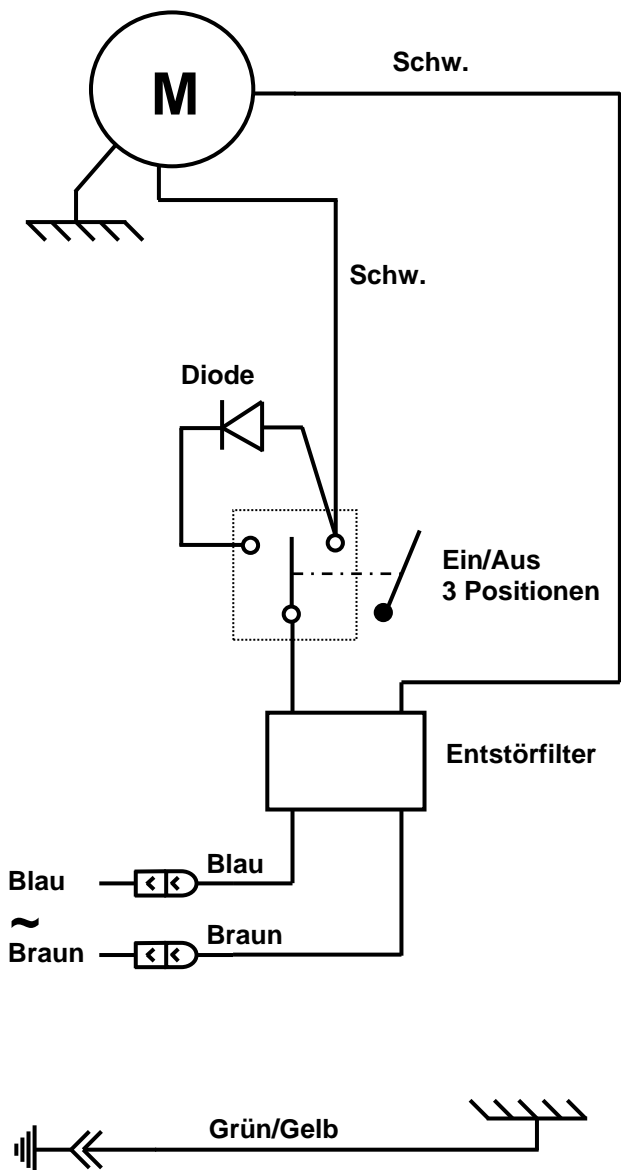 Schw.
M
Schw.
Diode
Ein/Aus
3 Positionen
Entstörfilter
Blau
Blau
~
Braun
Braun
Grün/Gelb